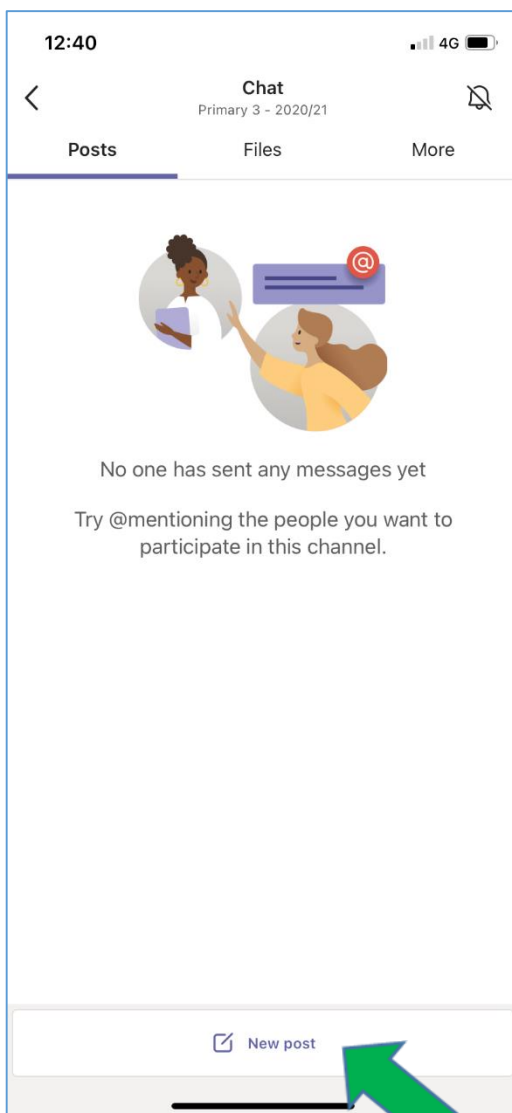 12:40 4G
Chat
Primary 3 - 2020/21
Posts Files More
@
No one has sent any messages yet
Try @mentioning the people you want to
participate in this channel.
New post